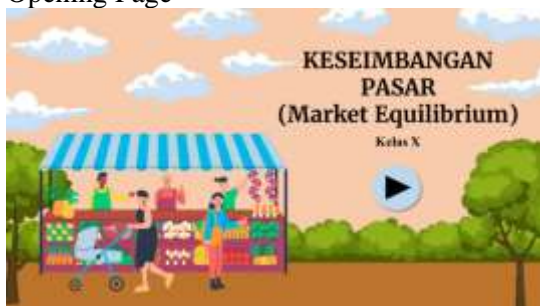 Opening Page
KESEIMBANGAN
PASAR
(Market Equilibrium)
Kelas X